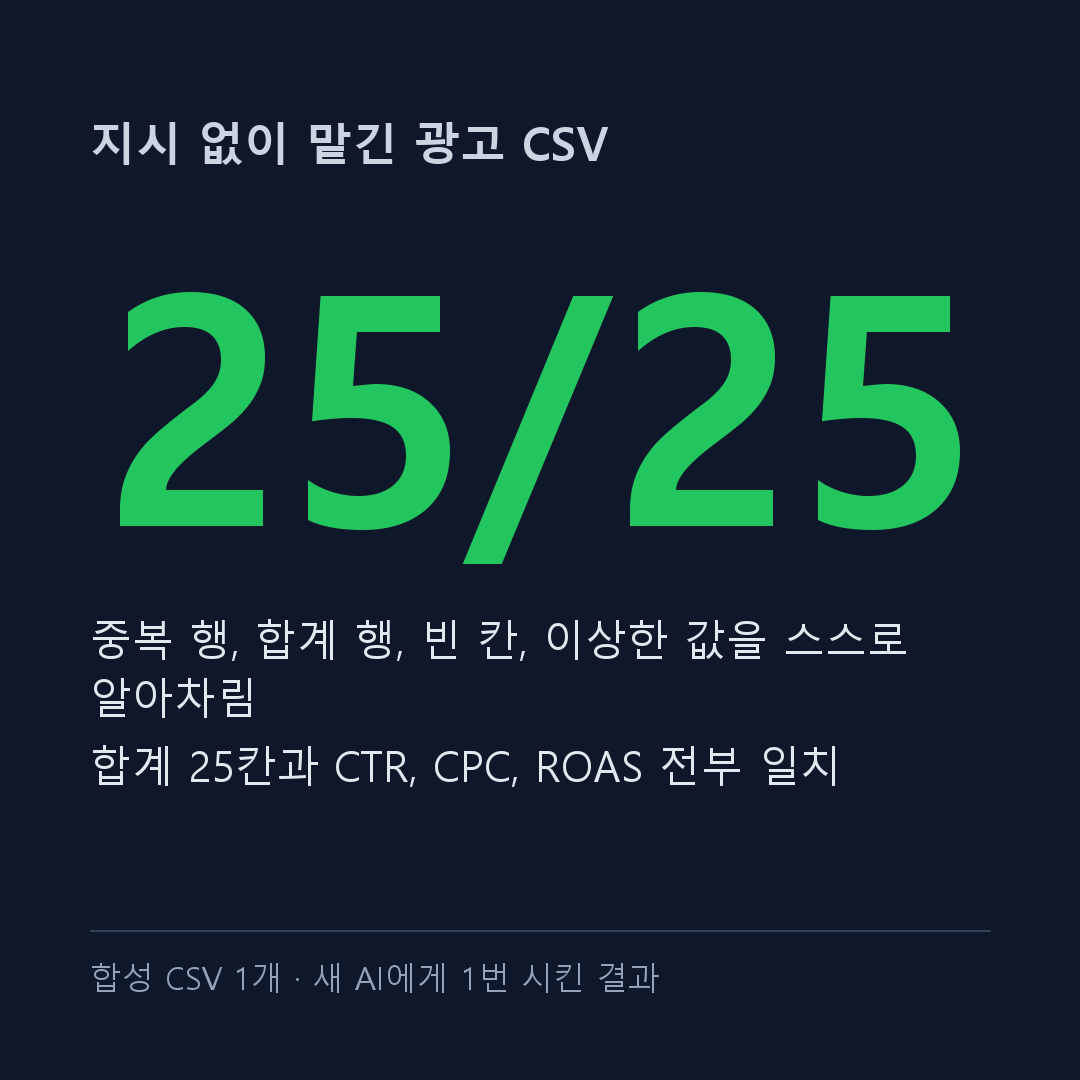 지시 없이 맡긴 광고 CSV
25/25
중복 행, 합계 행, 빈 칸, 이상한 값을 스스로
알아차림
합계 25칸과 CTR, CPC, ROAS 전부 일치
합성 CSV 1개 · 새 AI에게 1번 시킨 결과